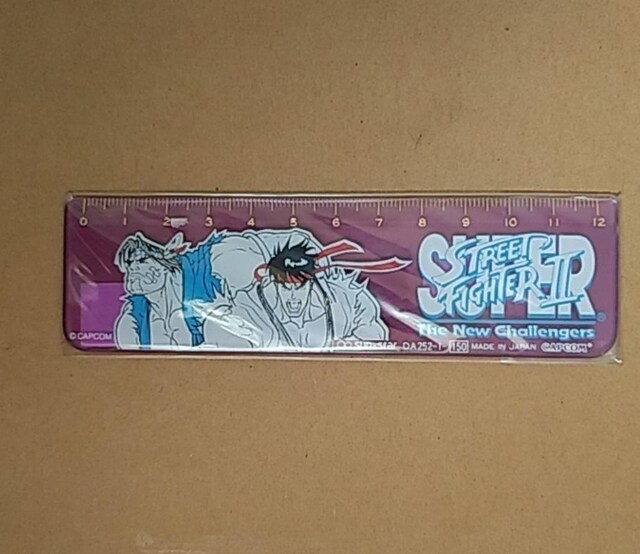 0 1 2 3 4 5 6 7 8 9 10 11 12
SUPER
STREET
FIGHTER II
The New Challengers
© CAPCOM
DA252-1 150 MADE IN JAPAN CAPCOM®